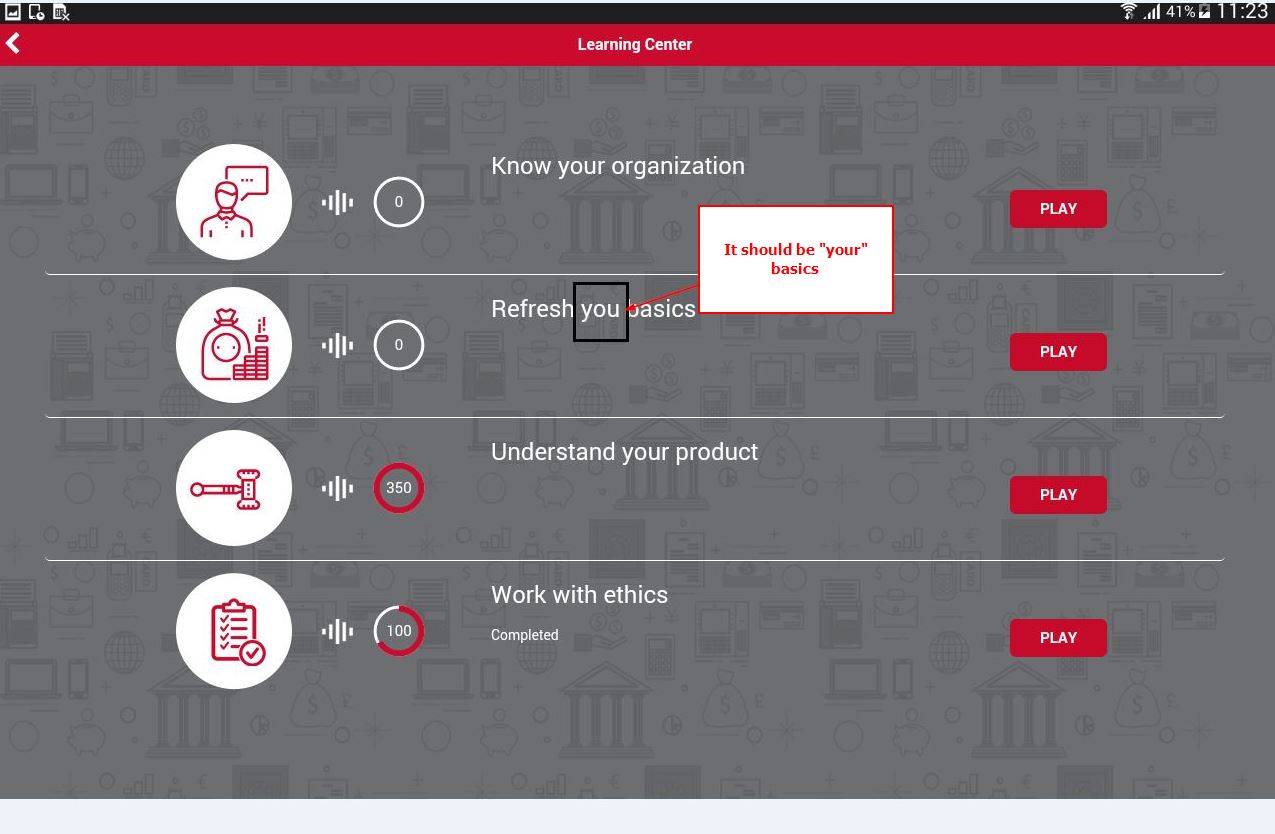 41% 11:23
Learning Center
Know your organization
0
PLAY
It should be "your"
basics
Refresh you basics
0
PLAY
Understand your product
350
PLAY
Work with ethics
100
Completed
PLAY